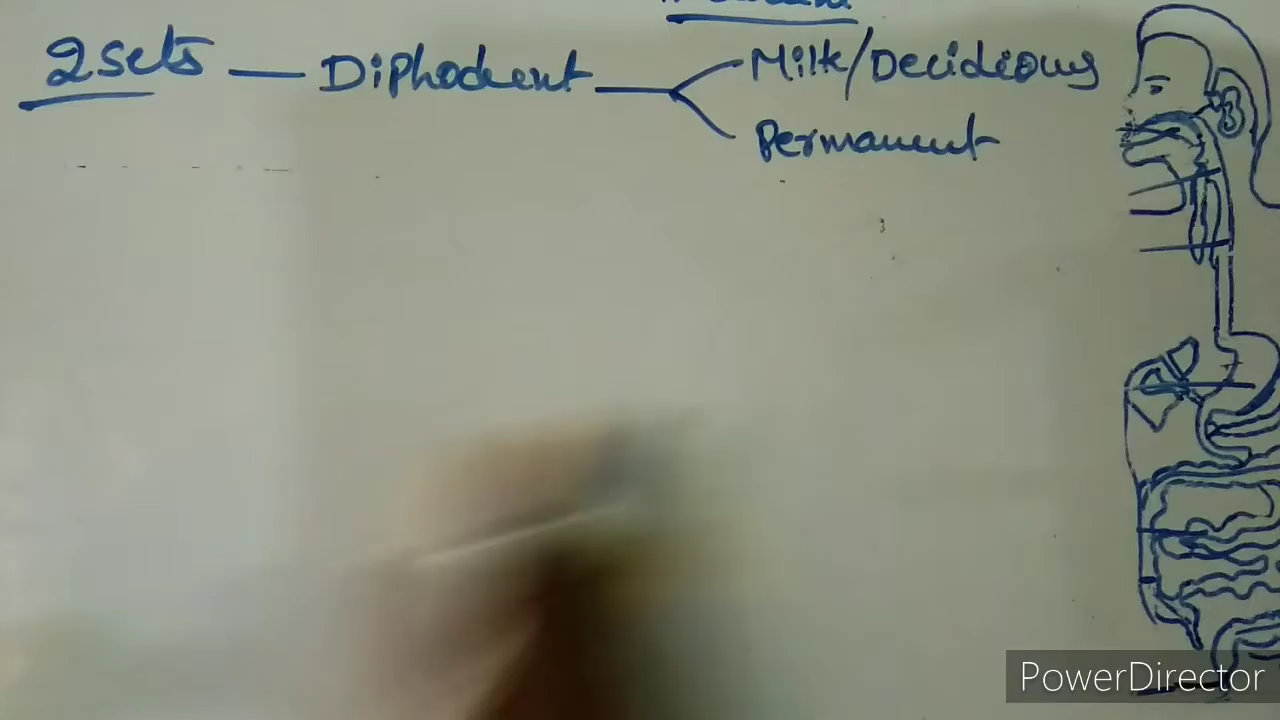 2 Sets — Diphodent — Milk/Decidious
Permanent
PowerDirector